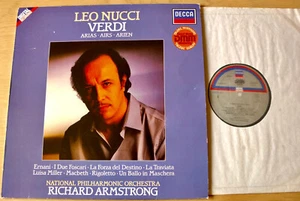 LEO NUCCI
DECCA
VERDI
ARIAS · AIRS · ARIEN
DMM
Ernani · I Due Foscari · La Forza del Destino · La Traviata
Luisa Miller · Macbeth · Rigoletto · Un Ballo in Maschera
NATIONAL PHILHARMONIC ORCHESTRA
RICHARD ARMSTRONG